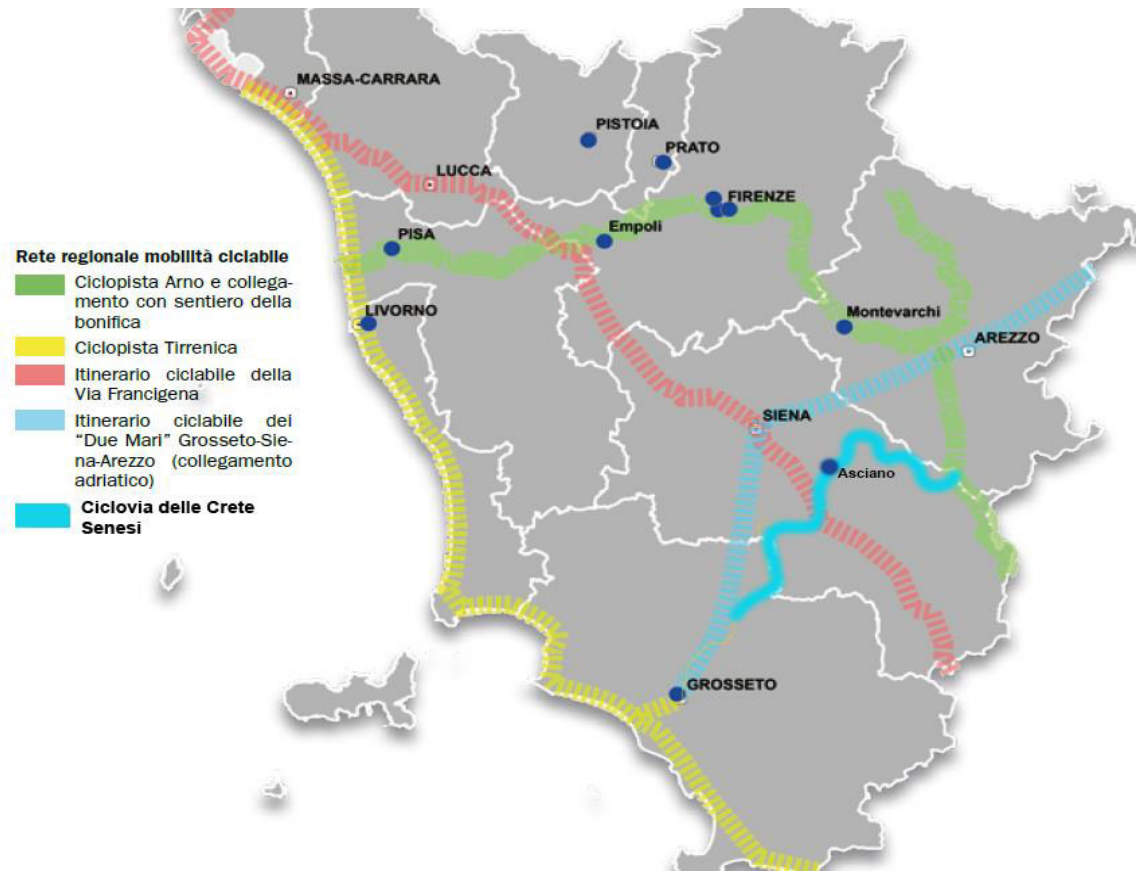 MASSA-CARRARA
PISTOIA
PRATO
LUCCA
FIRENZE
Empoli
PISA
Rete regionale mobilità ciclabile
Ciclopista Arno e collega-
mento con sentiero della
bonifica
Ciclopista Tirrenica
Itinerario ciclabile della
Via Francigena
Itinerario ciclabile dei
“Due Mari” Grosseto-Sie-
na-Arezzo (collegamento
adriatico)
Ciclovia delle Crete
Senesi
LIVORNO
Montevarchi
AREZZO
SIENA
Asciano
GROSSETO